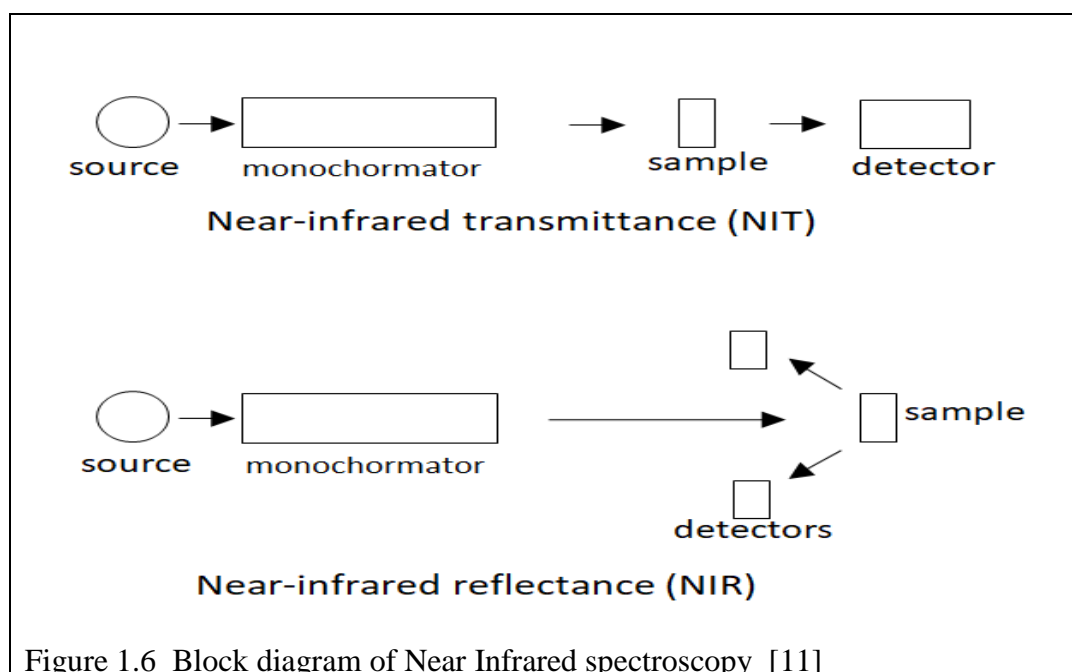 source
monochormator
sample
detector
Near-infrared transmittance (NIT)
source
monochormator
sample
detectors
Near-infrared reflectance (NIR)
Figure 1.6 Block diagram of Near Infrared spectroscopy [11]